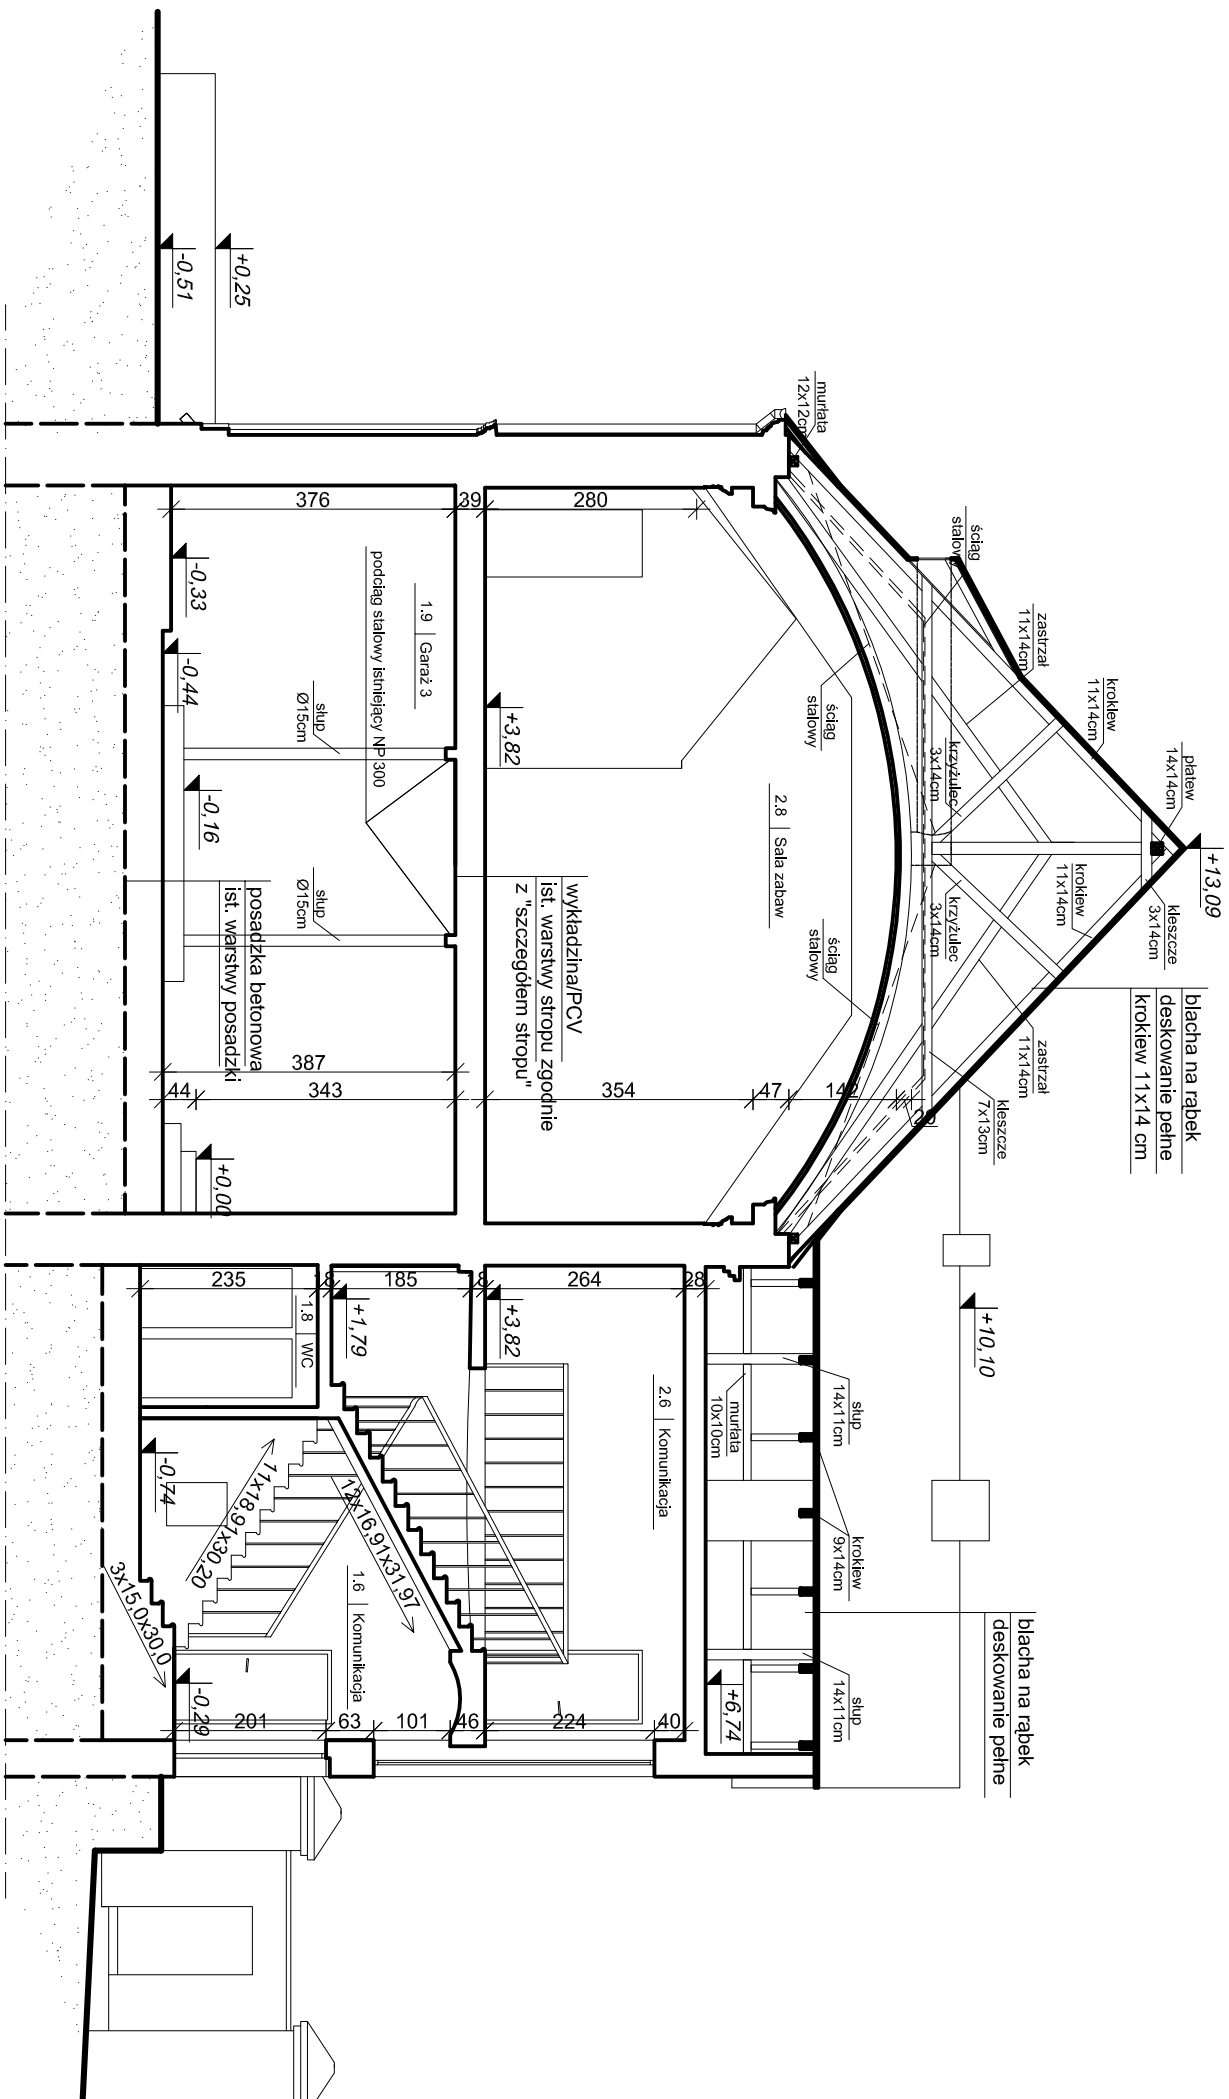 +13,09
płatew
14x14cm
kleszcze
3x14cm
krokiew
11x14cm
krokiew
11x14cm
zastrzał
11x14cm
zastrzał
11x14cm
ściąg
stalowy
krzyżulec
3x14cm
krzyżulec
3x14cm
kleszcze
7x13cm
blacha na rąbek
deskowanie pełne
krokiew 11x14 cm
murłata
12x12cm
ściąg
stalowy
ściąg
stalowy
2.8 Sala zabaw
+3,82
280
39
376
354
47
142
20
wykładzina/PCV
ist. warstwy stropu zgodnie
z "szczegółem stropu"
1.9 Garaż 3
podciąg stalowy istniejący NP 300
słup
Ø15cm
słup
Ø15cm
387
343
44
-0,33
-0,44
-0,16
+0,00
posadzka betonowa
ist. warstwy posadzki
+0,25
-0,51
+10,10
blacha na rąbek
deskowanie pełne
krokiew
9x14cm
słup
14x11cm
słup
14x11cm
murłata
10x10cm
+6,74
28
264
18
185
18
235
2.6 Komunikacja
+3,82
+1,79
1.8 WC
-0,74
11x18,91x30,20
12x16,91x31,97
3x15,0x30,0
1.6 Komunikacja
-0,29
40
224
46
101
63
201